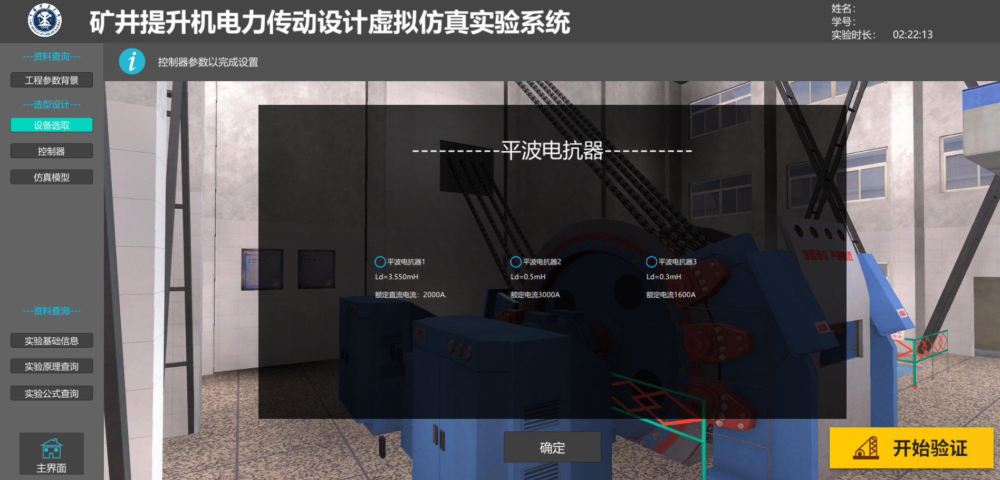 矿井提升机电力传动设计虚拟仿真实验系统
姓名：
学号：
实验时长： 02:22:13
---资料查询---
工程参数背景
---选型设计---
设备选取
控制器
仿真模型
---资料查询---
实验基础信息
实验原理查询
实验公式查询
主界面
i 控制器参数以完成设置
----------平波电抗器----------
平波电抗器1
Ld=3.550mH
额定直流电流：2000A.
平波电抗器2
Ld=0.5mH
额定电流3000A
平波电抗器3
Ld=0.3mH
额定电流1600A
ABB
ABB
ABB
确定
开始验证